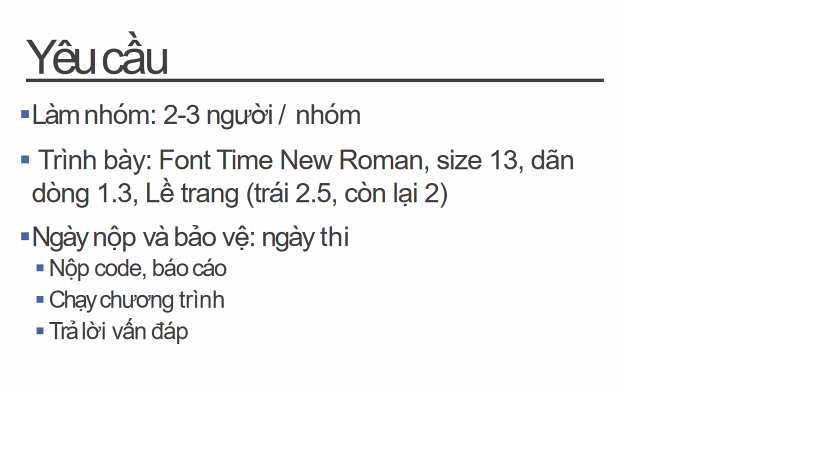 Yêu cầu
▪Làm nhóm: 2-3 người / nhóm
▪ Trình bày: Font Time New Roman, size 13, dãn
dòng 1.3, Lề trang (trái 2.5, còn lại 2)
▪Ngày nộp và bảo vệ: ngày thi
▪ Nộp code, báo cáo
▪ Chạy chương trình
▪ Trả lời vấn đáp